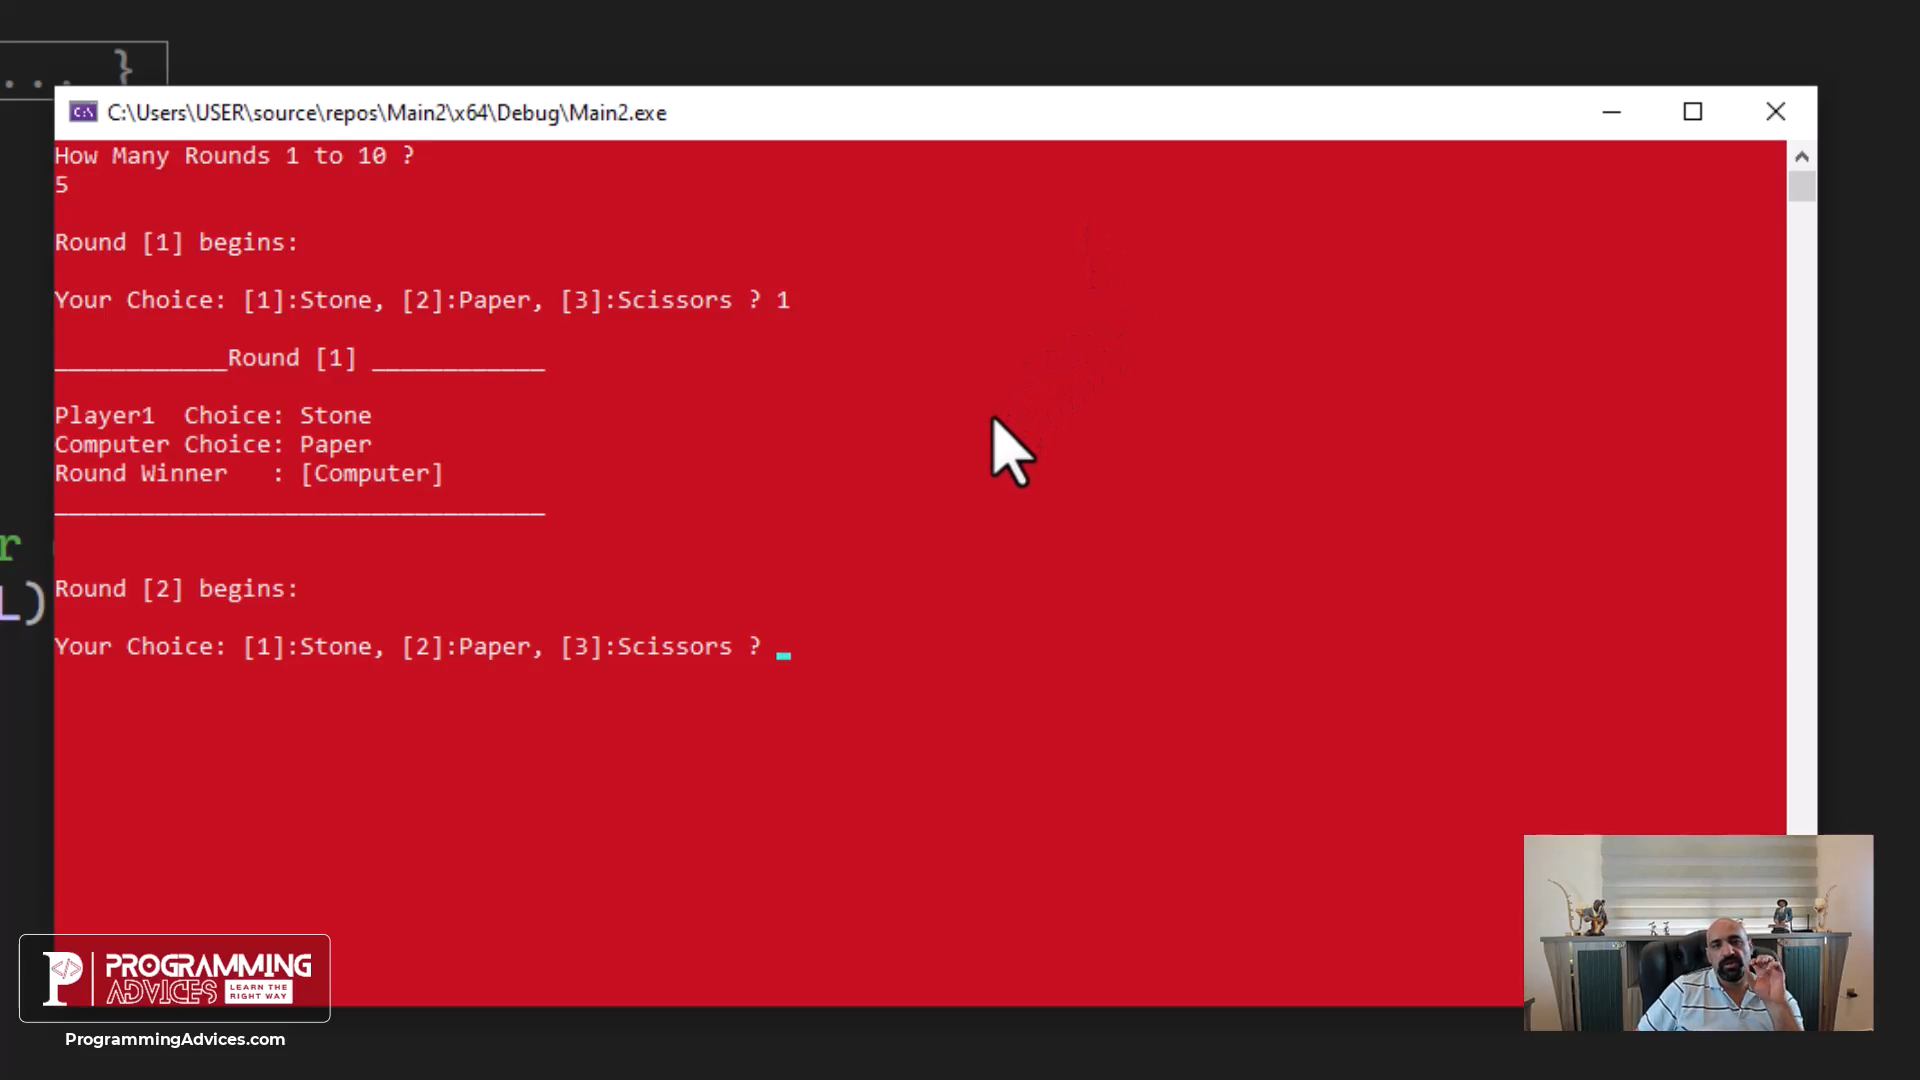 ... }
C:\Users\USER\source\repos\Main2\x64\Debug\Main2.exe
How Many Rounds 1 to 10 ?
5
Round [1] begins:
Your Choice: [1]:Stone, [2]:Paper, [3]:Scissors ? 1
____________Round [1] ____________
Player1  Choice: Stone
Computer Choice: Paper
Round Winner   : [Computer]
__________________________________
r
L)
Round [2] begins:
Your Choice: [1]:Stone, [2]:Paper, [3]:Scissors ?
PROGRAMMING
ADVICES
LEARN THE
RIGHT WAY
ProgrammingAdvices.com